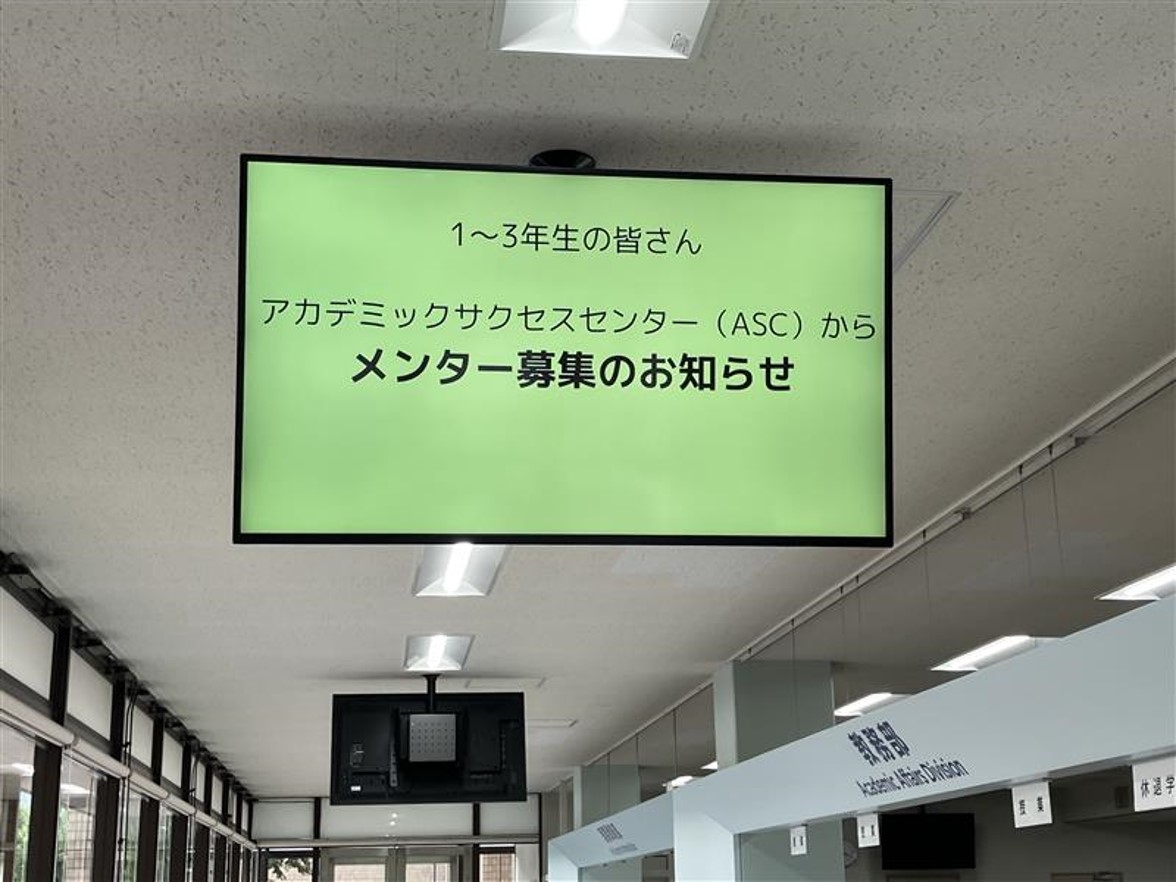 1〜3年生の皆さん
アカデミックサクセスセンター（ASC）から
メンター募集のお知らせ
教務部
Academic Affairs Division
授業
休退学